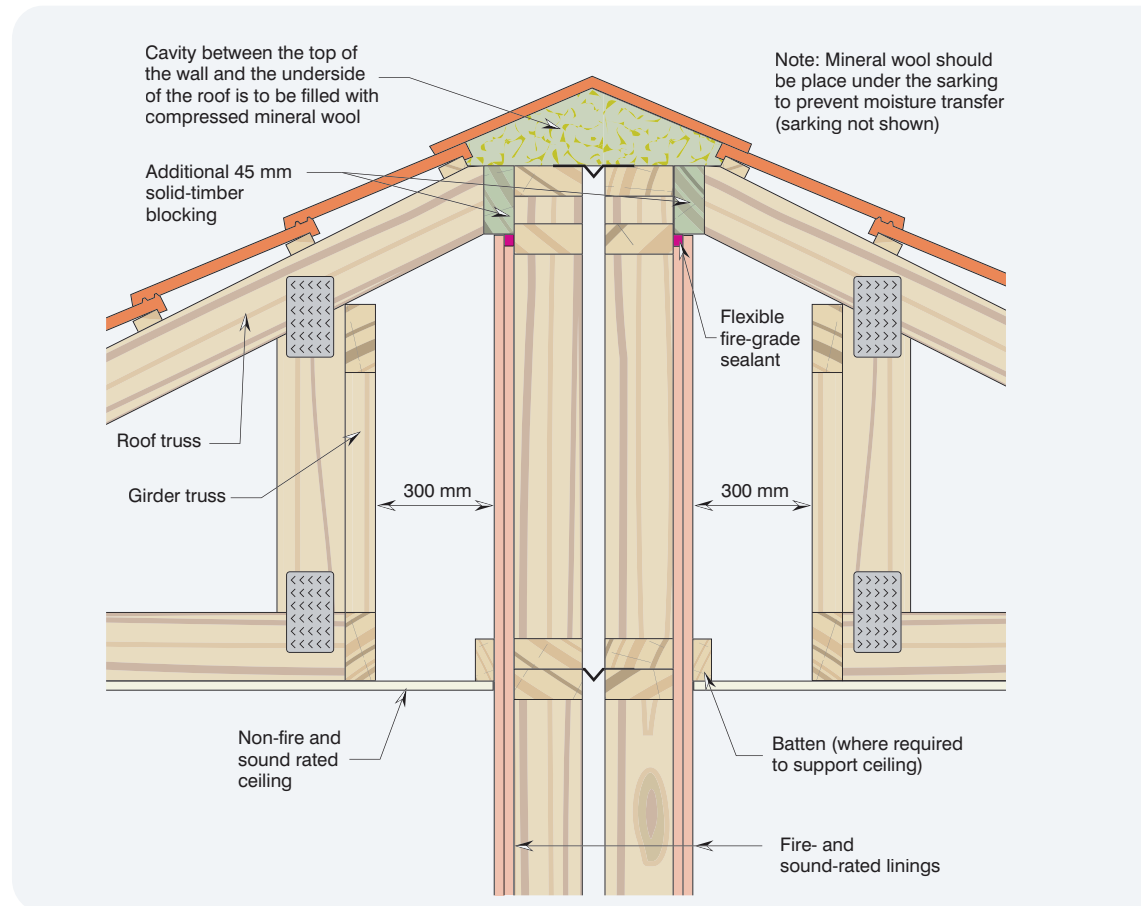 Cavity between the top of
the wall and the underside
of the roof is to be filled with
compressed mineral wool
Note: Mineral wool should
be place under the sarking
to prevent moisture transfer
(sarking not shown)
Additional 45 mm
solid-timber
blocking
Flexible
fire-grade
sealant
Roof truss
Girder truss
300 mm
300 mm
Non-fire and
sound rated
ceiling
Batten (where required
to support ceiling)
Fire- and
sound-rated linings